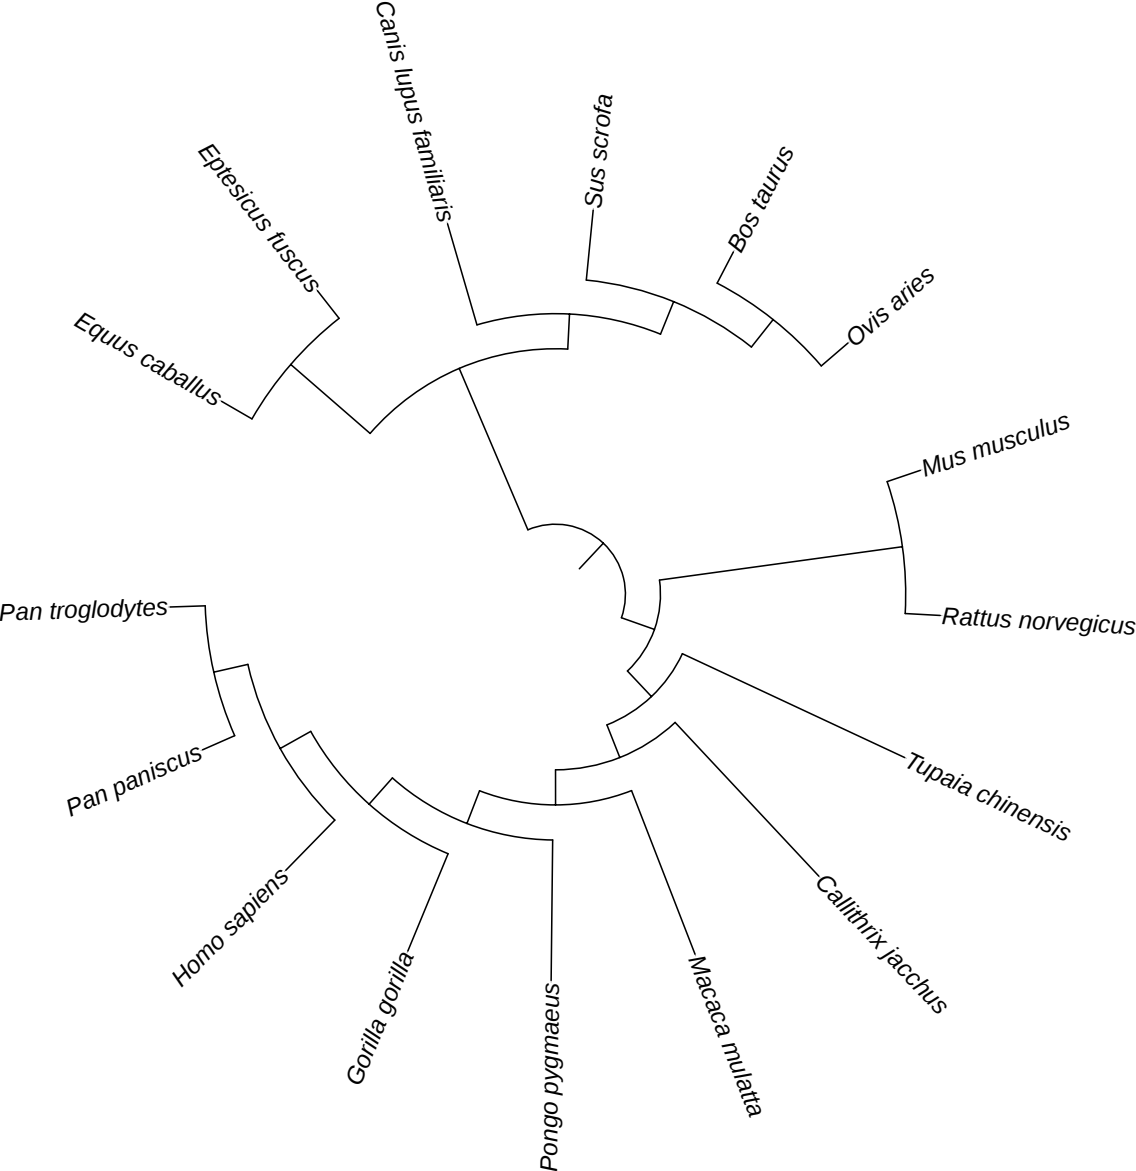 Canis lupus familiaris
Sus scrofa
Bos taurus
Ovis aries
Mus musculus
Rattus norvegicus
Tupaia chinensis
Callithrix jacchus
Macaca mulatta
Pongo pygmaeus
Gorilla gorilla
Homo sapiens
Pan paniscus
Pan troglodytes
Equus caballus
Eptesicus fuscus